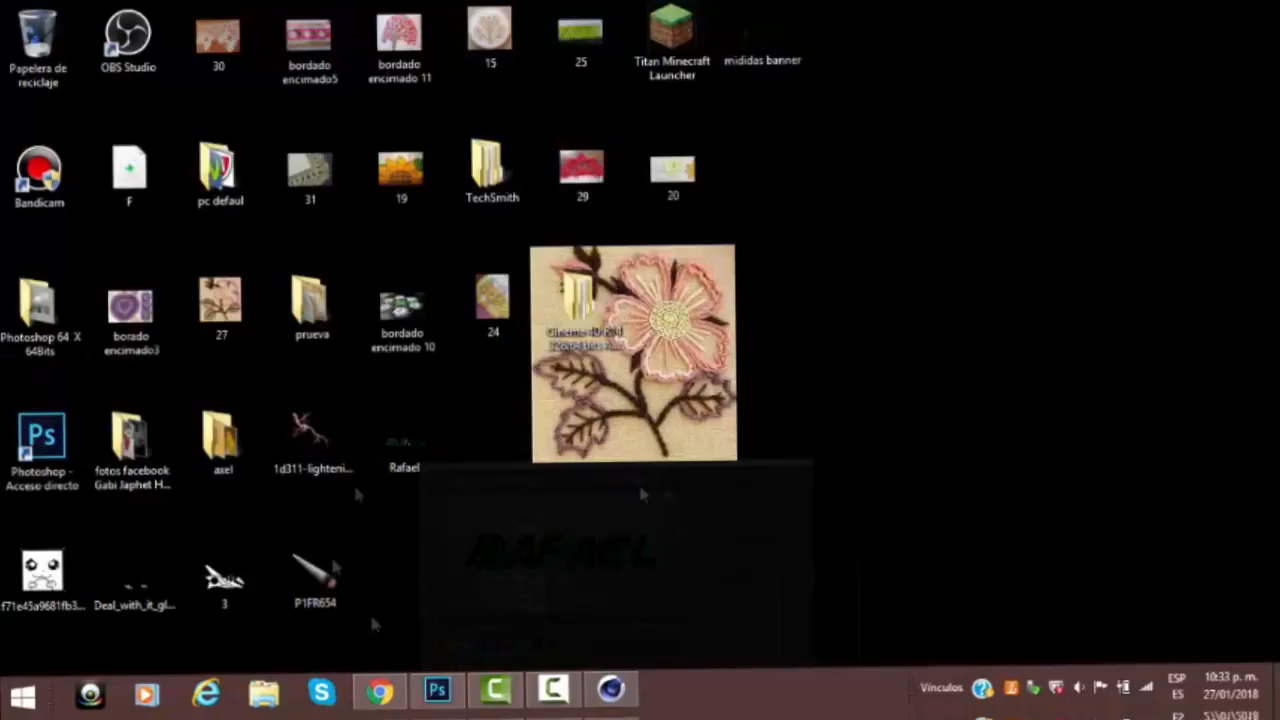 Papelera de
reciclaje
OBS Studio
30
bordado
encimado5
bordado
encimado 11
15
25
Titan Minecraft
Launcher
mididas banner
Bandicam
F
pc defaul
31
19
TechSmith
29
20
Photoshop 64 X
64Bits
borado
encimado3
27
prueva
bordado
encimado 10
24
Photoshop -
Acceso directo
fotos facebook
Gabi Japhet H...
axel
1d311-lighteni...
Rafael
RAFAEL
f71e45a9681fb3...
Deal_with_it_gl...
3
P1FR654
Ps
Vínculos
ESP
ES
10:33 p. m.
27/01/2018